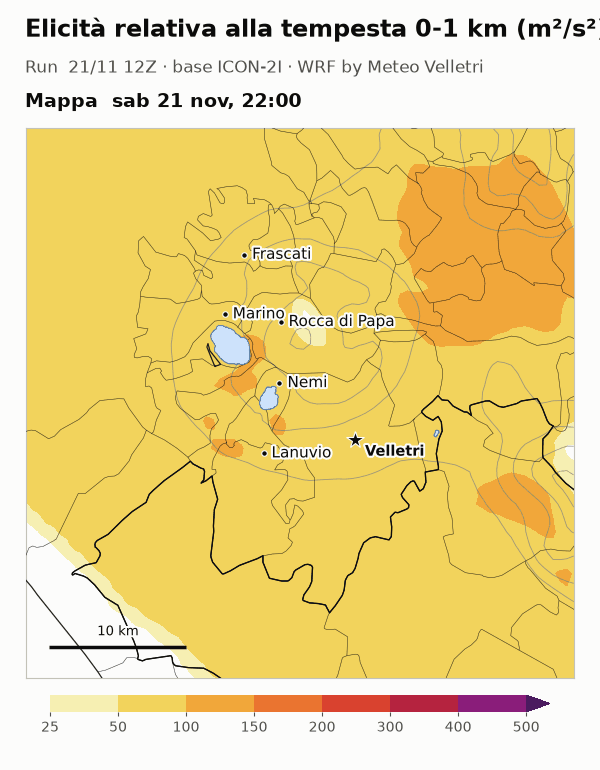 Elicità relativa alla tempesta 0-1 km (m²/s²)
Run 21/11 12Z · base ICON-2I · WRF by Meteo Velletri
Mappa sab 21 nov, 22:00
Frascati
Marino
Rocca di Papa
Nemi
Velletri
Lanuvio
10 km
25 50 100 150 200 300 400 500